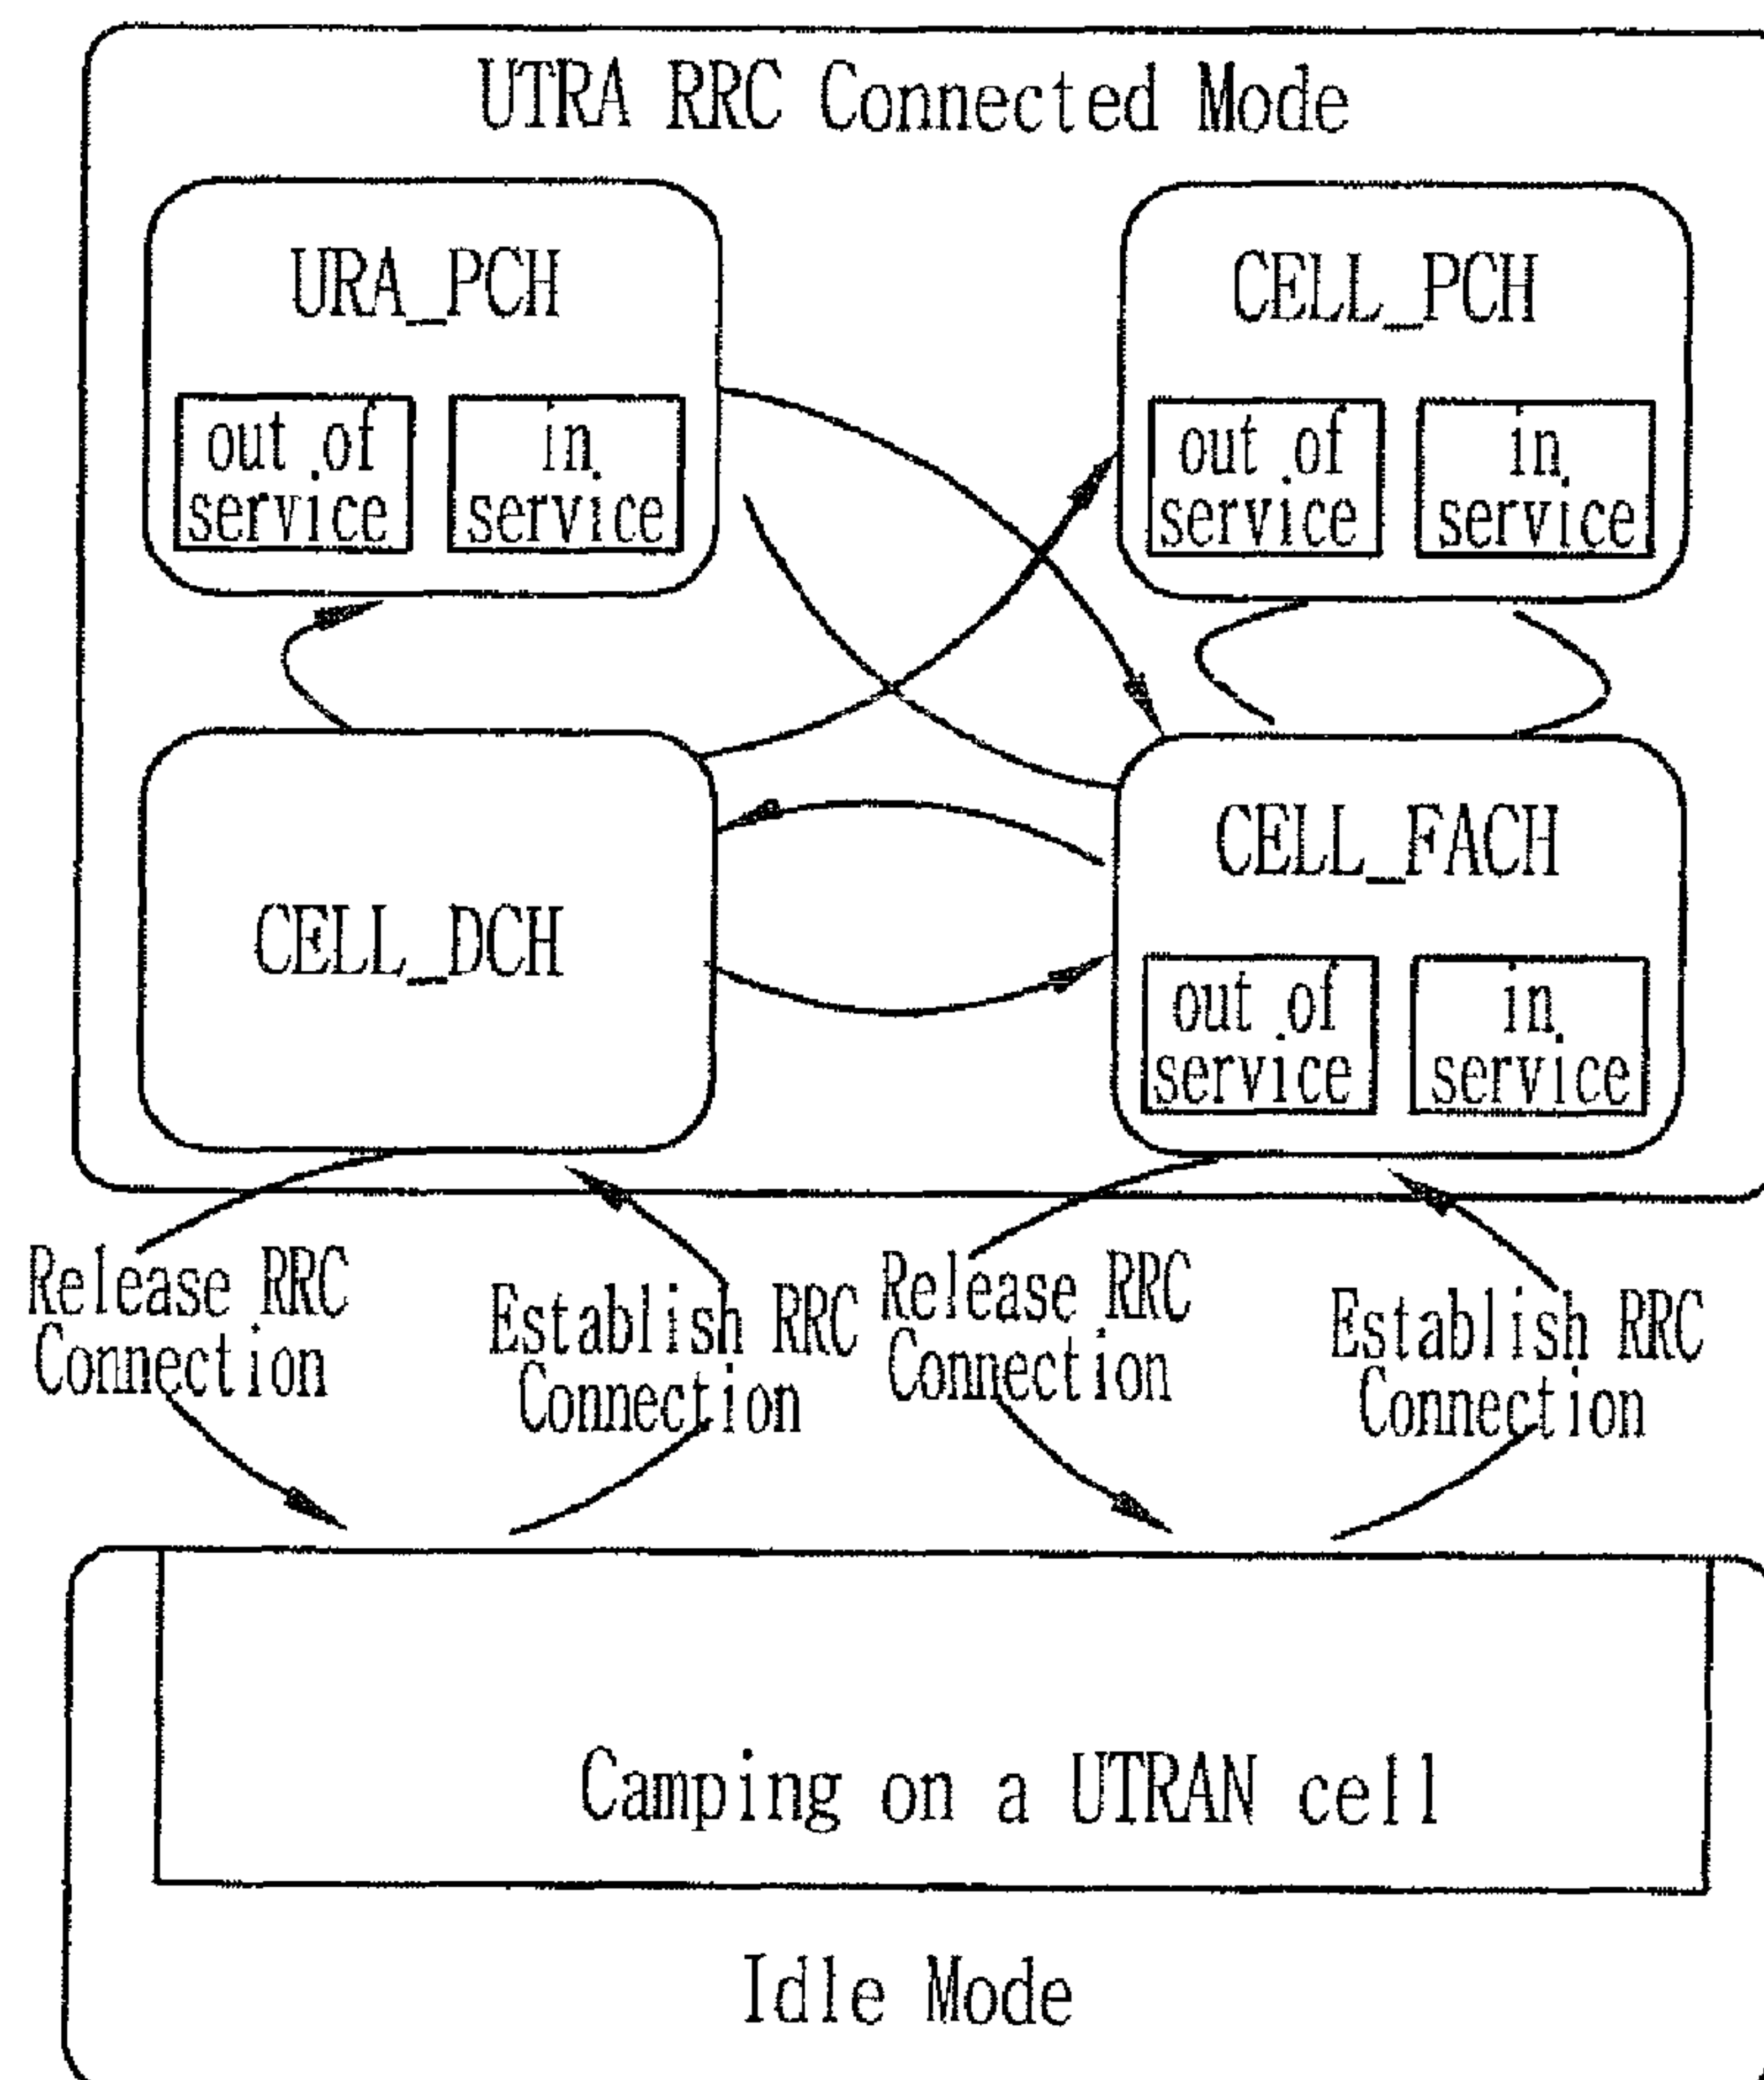 UTRA RRC Connected Mode
URA_PCH
out of
service
in
service
CELL_PCH
out of
service
in
service
CELL_DCH
CELL_FACH
out of
service
in
service
Release RRC
Connection
Establish RRC
Connection
Release RRC
Connection
Establish RRC
Connection
Camping on a UTRAN cell
Idle Mode